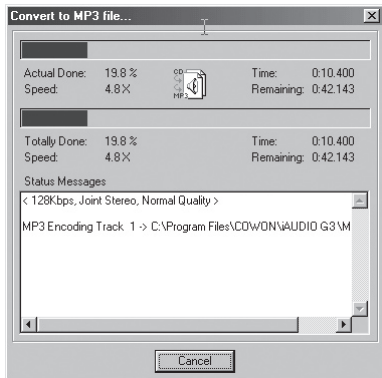 Convert to MP3 file...
Actual Done: 19.8 % Time: 0:10.400
Speed: 4.8X Remaining: 0:42.143
CD
MP3
Totally Done: 19.8 % Time: 0:10.400
Speed: 4.8X Remaining: 0:42.143
Status Messages
< 128Kbps, Joint Stereo, Normal Quality >
MP3 Encoding Track 1 -> C:\Program Files\COWON\iAUDIO G3\M
Cancel